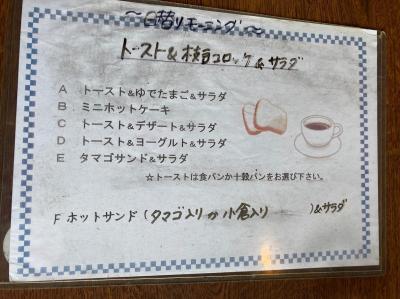 ～日替りモーニング～
トースト&枝豆コロッケ&サラダ
A トースト&ゆでたまご&サラダ
B ミニホットケーキ
C トースト&デザート&サラダ
D トースト&ヨーグルト&サラダ
E タマゴサンド&サラダ
☆トーストは食パンか十穀パンをお選び下さい。
F ホットサンド(タマゴ入りか小倉入り )&サラダ